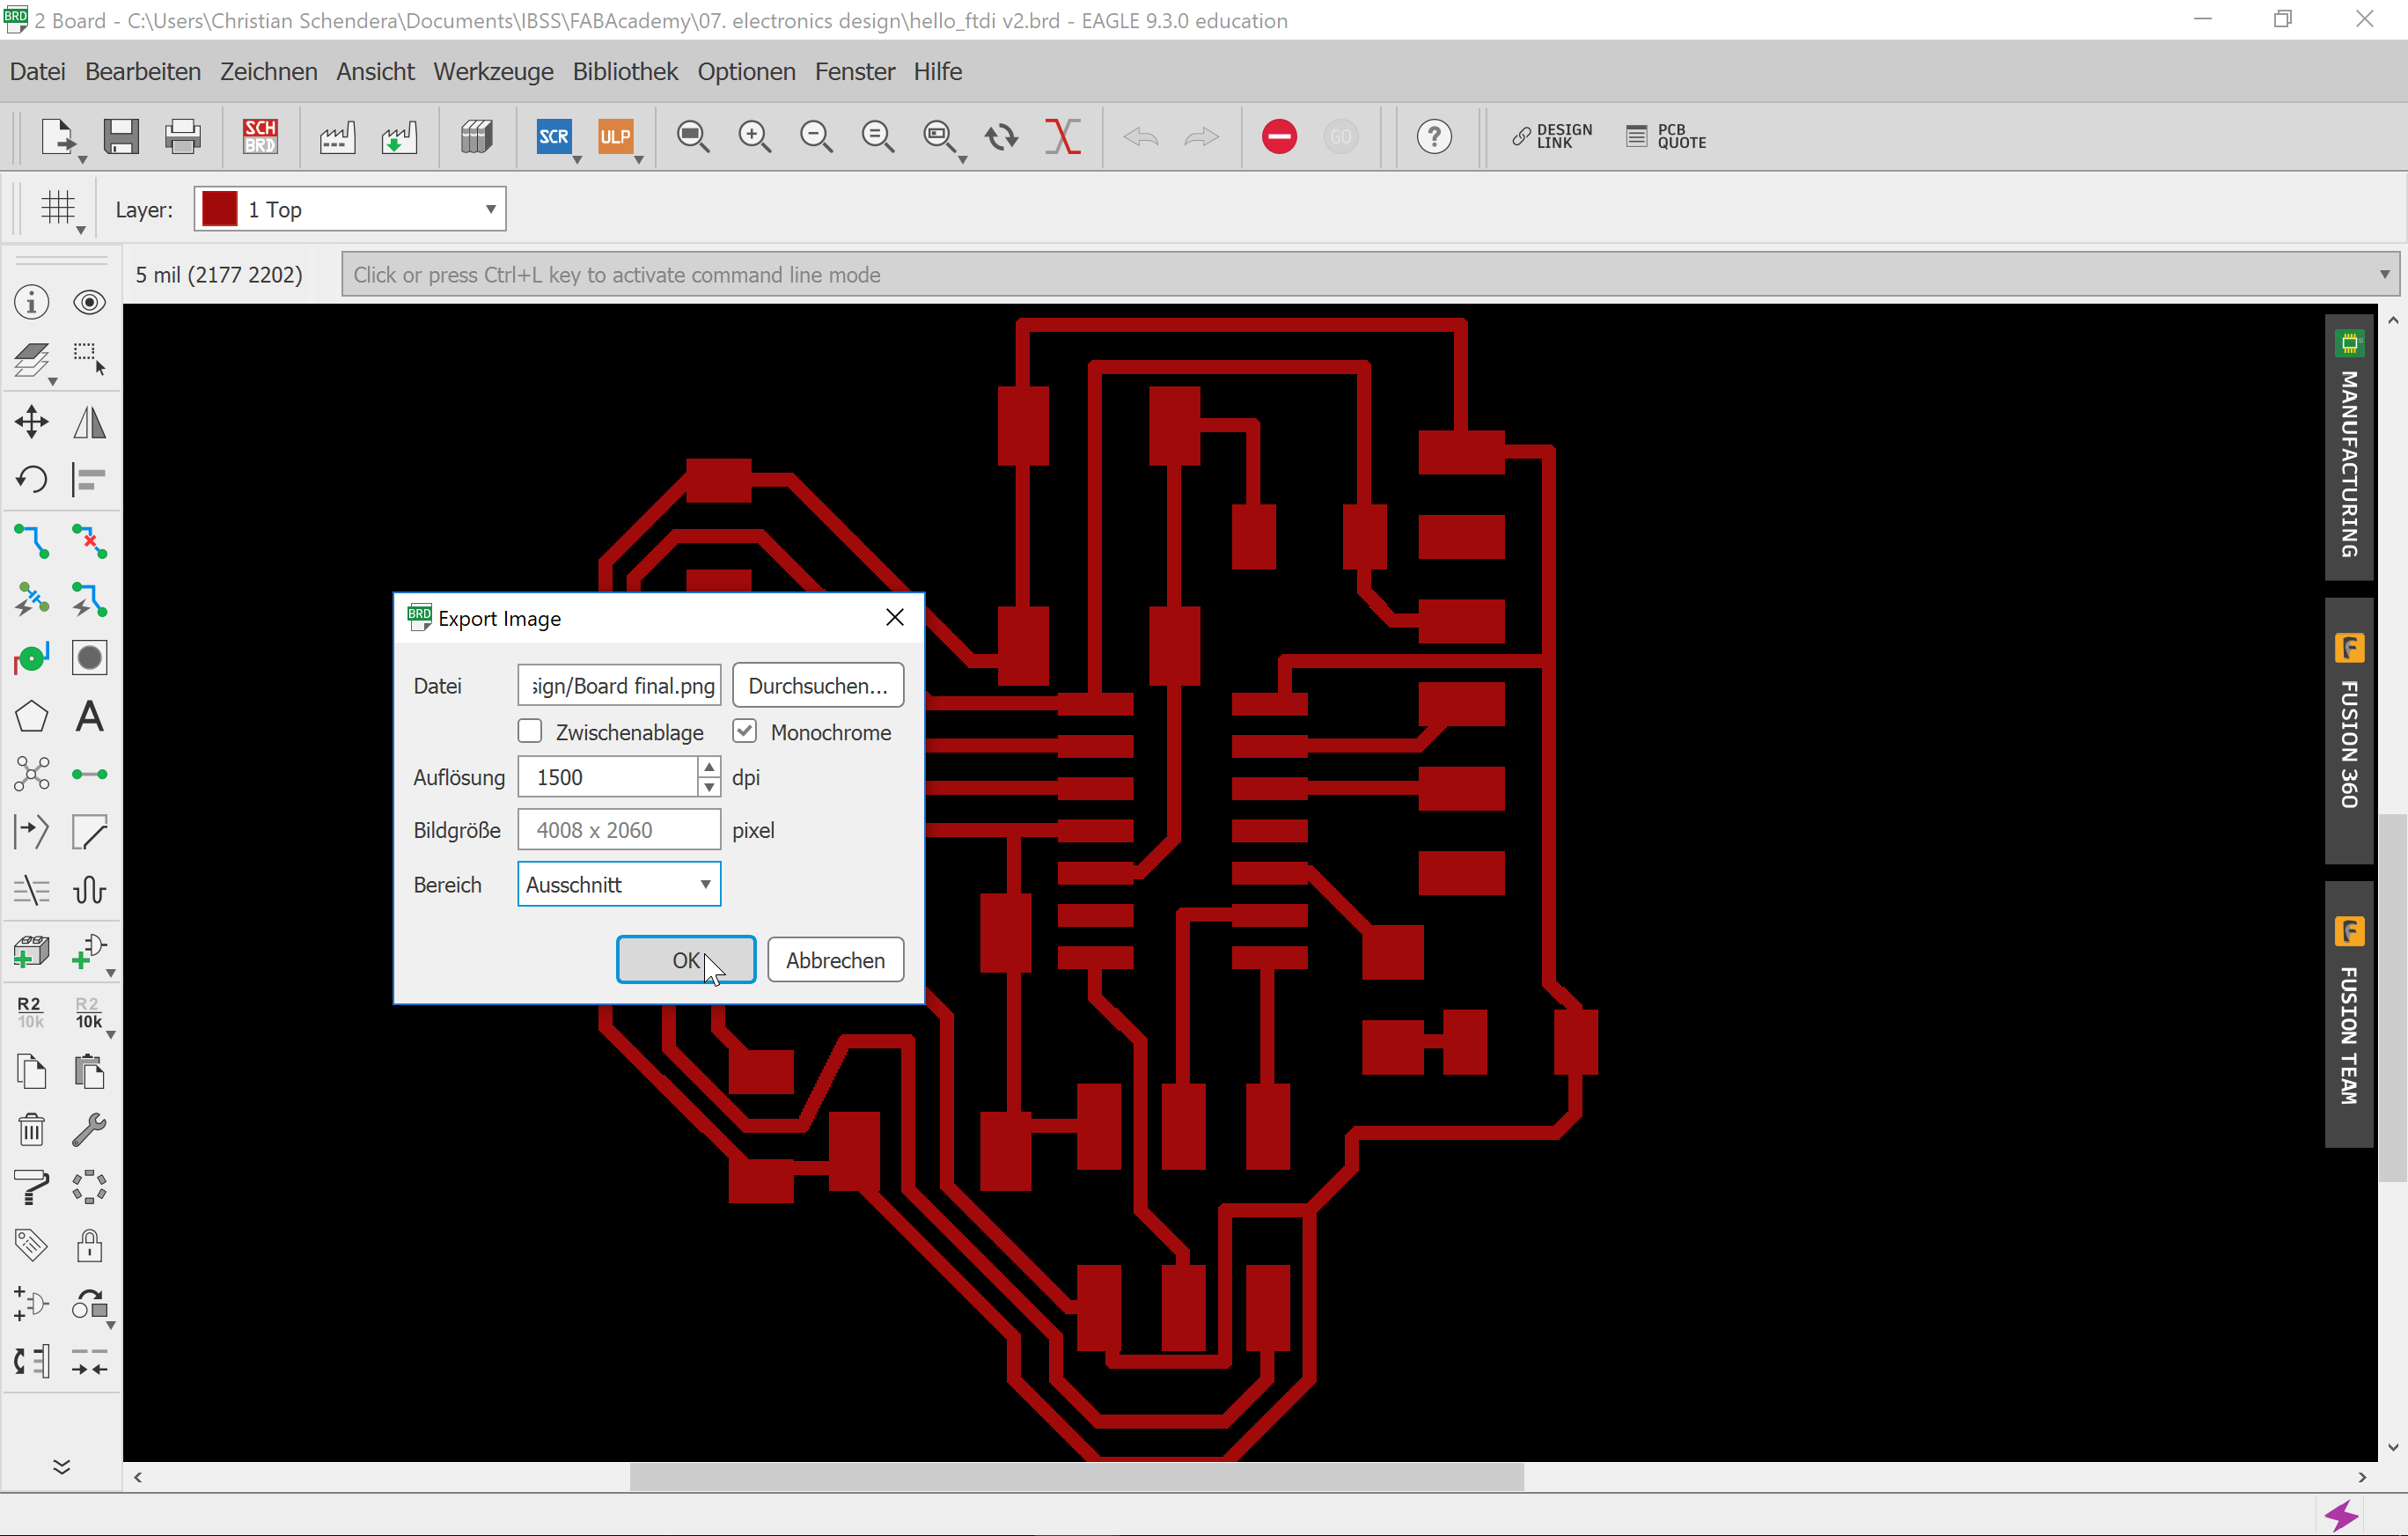 2 Board - C:\Users\Christian Schendera\Documents\IBSS\FABAcademy\07. electronics design\hello_ftdi v2.brd - EAGLE 9.3.0 education
Datei Bearbeiten Zeichnen Ansicht Werkzeuge Bibliothek Optionen Fenster Hilfe
SCH
BRD
SCR
ULP
GO
DESIGN
LINK
PCB
QUOTE
Layer: 1 Top
5 mil (2177 2202) Click or press Ctrl+L key to activate command line mode
MANUFACTURING
FUSION 360
FUSION TEAM
BRD Export Image
Datei sign/Board final.png Durchsuchen...
Zwischenablage Monochrome
Auflösung 1500 dpi
Bildgröße 4008 x 2060 pixel
Bereich Ausschnitt
OK Abbrechen
R2
10k
R2
10k